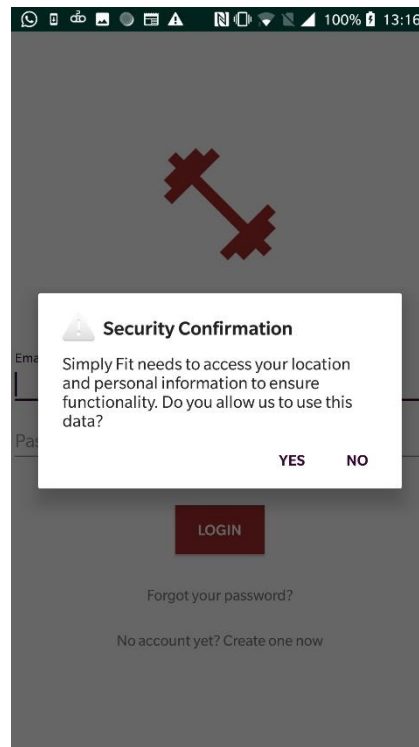 100% 13:16
Security Confirmation
Ema
Simply Fit needs to access your location
and personal information to ensure
functionality. Do you allow us to use this
data?
Pas
YES NO
LOGIN
Forgot your password?
No account yet? Create one now